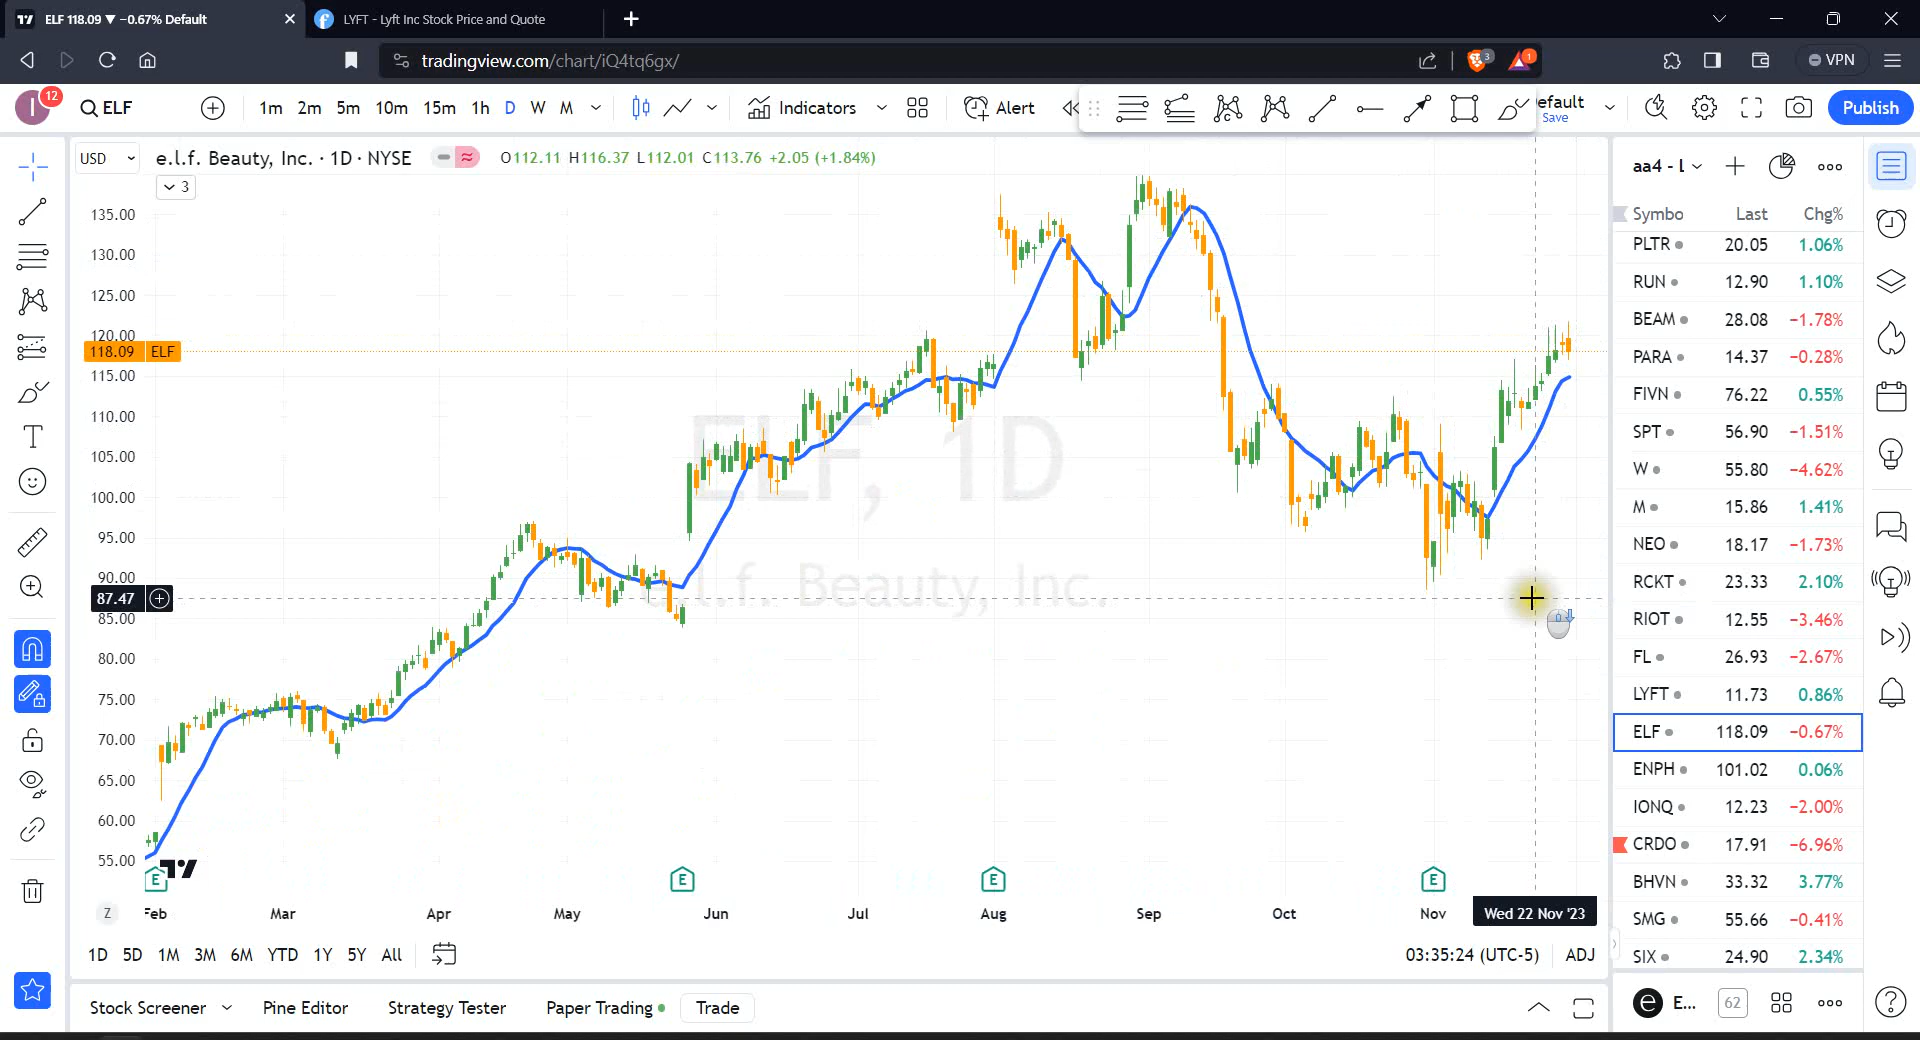 ELF 118.09 ▼ −0.67% Default
LYFT - Lyft Inc Stock Price and Quote
tradingview.com/chart/iQ4tq6gx/
3
1
VPN
I
12
ELF
1m 2m 5m 10m 15m 1h D W M
Indicators
Alert
efault
Save
Publish
USD
e.l.f. Beauty, Inc. · 1D · NYSE
O112.11 H116.37 L112.01 C113.76 +2.05 (+1.84%)
3
135.00
130.00
125.00
120.00
118.09 ELF
115.00
110.00
105.00
100.00
95.00
90.00
87.47
85.00
80.00
75.00
70.00
65.00
60.00
55.00
ELF, 1D
e.l.f. Beauty, Inc.
E E E E
Z Feb Mar Apr May Jun Jul Aug Sep Oct Nov Wed 22 Nov '23
1D 5D 1M 3M 6M YTD 1Y 5Y All
03:35:24 (UTC-5) ADJ
Stock Screener Pine Editor Strategy Tester Paper Trading Trade
aa4 - L
Symbo Last Chg%
PLTR 20.05 1.06%
RUN 12.90 1.10%
BEAM 28.08 −1.78%
PARA 14.37 −0.28%
FIVN 76.22 0.55%
SPT 56.90 −1.51%
W 55.80 −4.62%
M 15.86 1.41%
NEO 18.17 −1.73%
RCKT 23.33 2.10%
RIOT 12.55 −3.46%
FL 26.93 −2.67%
LYFT 11.73 0.86%
ELF 118.09 −0.67%
ENPH 101.02 0.06%
IONQ 12.23 −2.00%
CRDO 17.91 −6.96%
BHVN 33.32 3.77%
SMG 55.66 −0.41%
SIX 24.90 2.34%
e E... 62